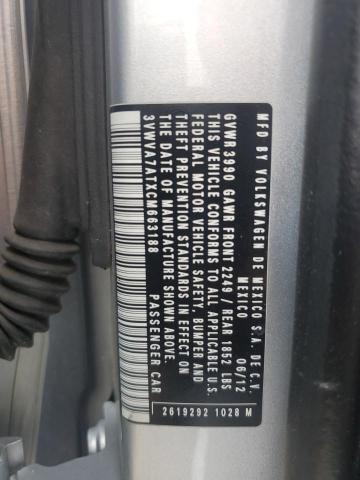 MFD BY VOLKSWAGEN DE MEXICO S.A. DE C.V.
MEXICO 06/12
GVWR 3990 GAWR FRONT 2249 / REAR 1852 LBS
THIS VEHICLE CONFORMS TO ALL APPLICABLE U.S.
FEDERAL MOTOR VEHICLE SAFETY, BUMPER AND
THEFT PREVENTION STANDARDS IN EFFECT ON
THE DATE OF MANUFACTURE SHOWN ABOVE.
3VWVA7ATXCM663188 PASSENGER CAR
2619292 1028 M